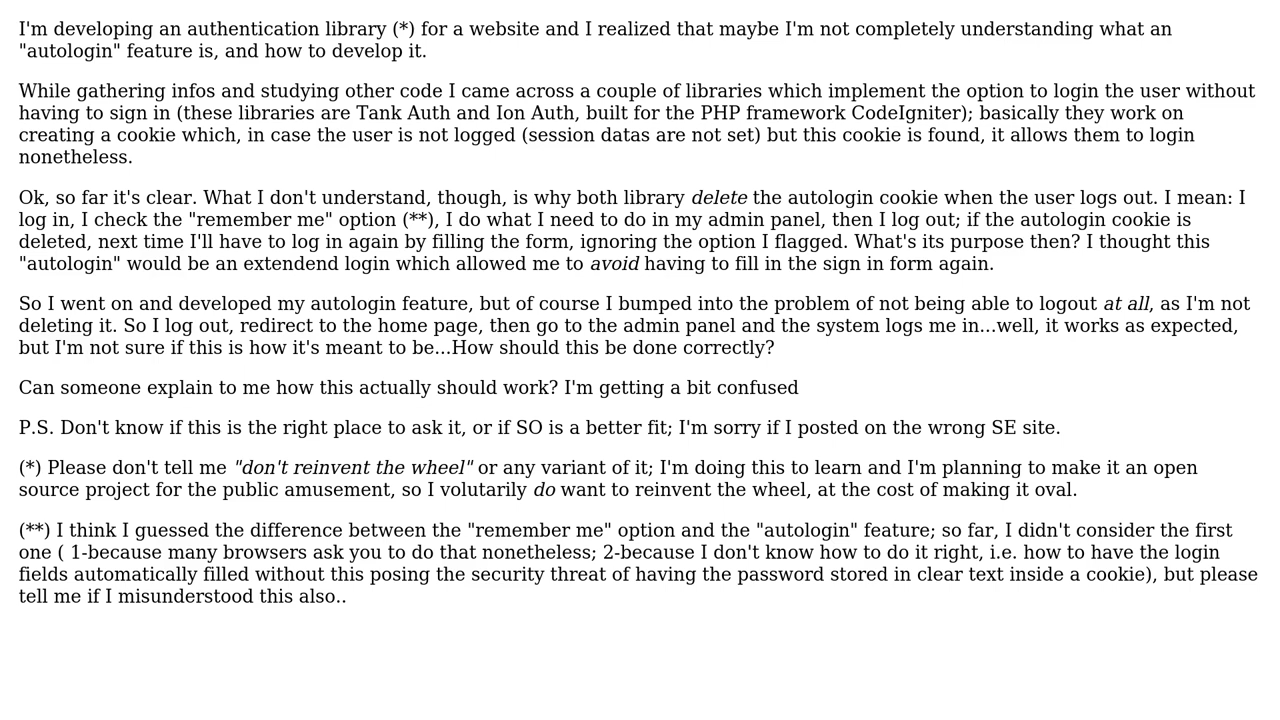 I'm developing an authentication library (*) for a website and I realized that maybe I'm not completely understanding what an
"autologin" feature is, and how to develop it.
While gathering infos and studying other code I came across a couple of libraries which implement the option to login the user without
having to sign in (these libraries are Tank Auth and Ion Auth, built for the PHP framework CodeIgniter); basically they work on
creating a cookie which, in case the user is not logged (session datas are not set) but this cookie is found, it allows them to login
nonetheless.
Ok, so far it's clear. What I don't understand, though, is why both library delete the autologin cookie when the user logs out. I mean: I
log in, I check the "remember me" option (**), I do what I need to do in my admin panel, then I log out; if the autologin cookie is
deleted, next time I'll have to log in again by filling the form, ignoring the option I flagged. What's its purpose then? I thought this
"autologin" would be an extendend login which allowed me to avoid having to fill in the sign in form again.
So I went on and developed my autologin feature, but of course I bumped into the problem of not being able to logout at all, as I'm not
deleting it. So I log out, redirect to the home page, then go to the admin panel and the system logs me in...well, it works as expected,
but I'm not sure if this is how it's meant to be...How should this be done correctly?
Can someone explain to me how this actually should work? I'm getting a bit confused
P.S. Don't know if this is the right place to ask it, or if SO is a better fit; I'm sorry if I posted on the wrong SE site.
(*) Please don't tell me "don't reinvent the wheel" or any variant of it; I'm doing this to learn and I'm planning to make it an open
source project for the public amusement, so I volutarily do want to reinvent the wheel, at the cost of making it oval.
(**) I think I guessed the difference between the "remember me" option and the "autologin" feature; so far, I didn't consider the first
one ( 1-because many browsers ask you to do that nonetheless; 2-because I don't know how to do it right, i.e. how to have the login
fields automatically filled without this posing the security threat of having the password stored in clear text inside a cookie), but please
tell me if I misunderstood this also..